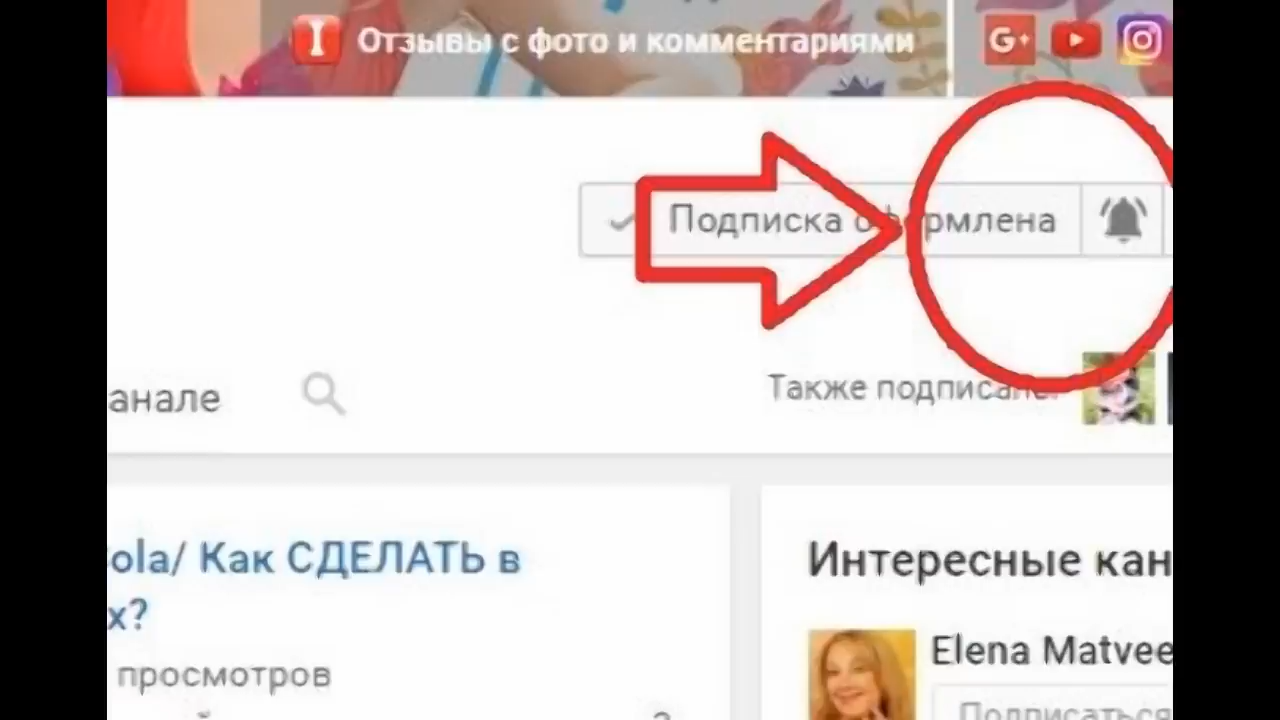 Отзывы с фото и комментариями
G+
Подписка оформлена
анале
Также подписаны
ola/ Как СДЕЛАТЬ в
х?
просмотров
Интересные кан
Elena Matvee
Подписаться